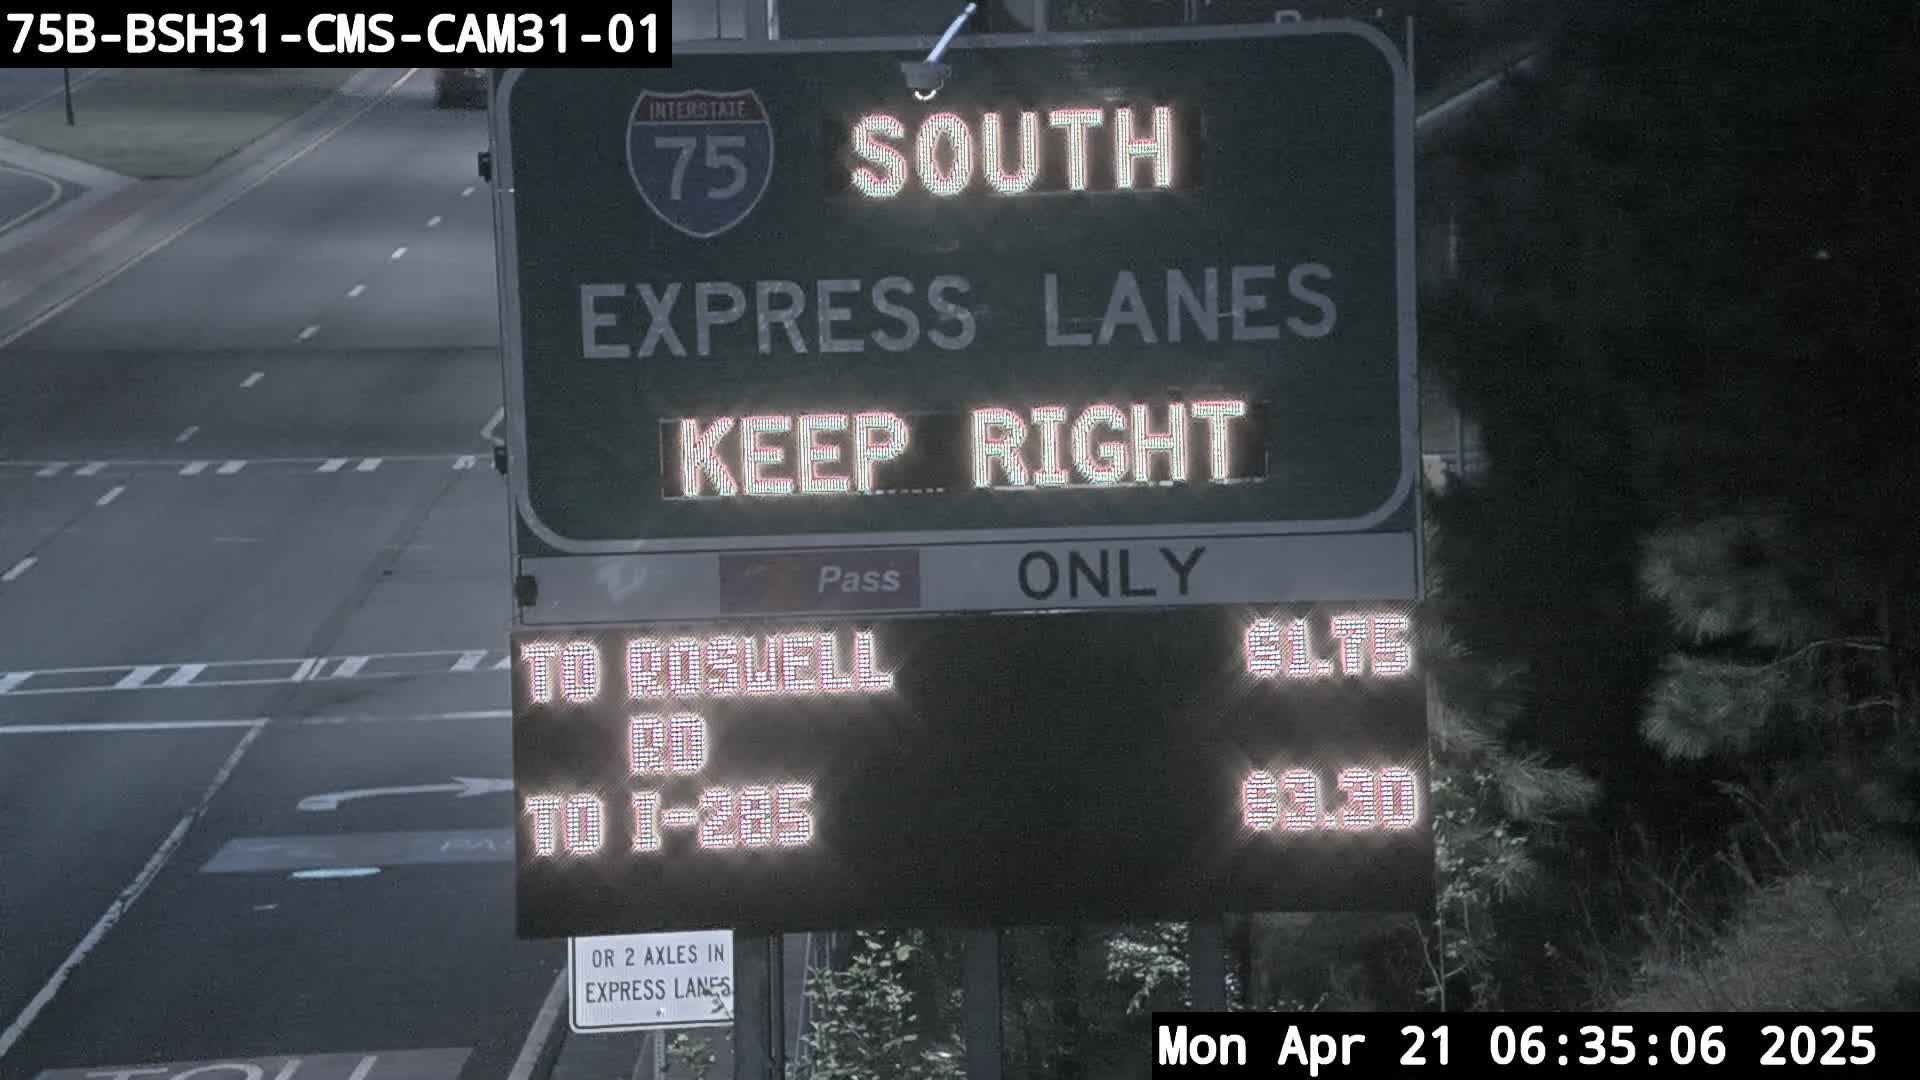 75B-BSH31-CMS-CAM31-01
INTERSTATE
75
SOUTH
EXPRESS LANES
KEEP RIGHT
Pass ONLY
TO ROSWELL $1.75
RD
TO I-285 $3.30
OR 2 AXLES IN
EXPRESS LANES
TOLL
Mon Apr 21 06:35:06 2025